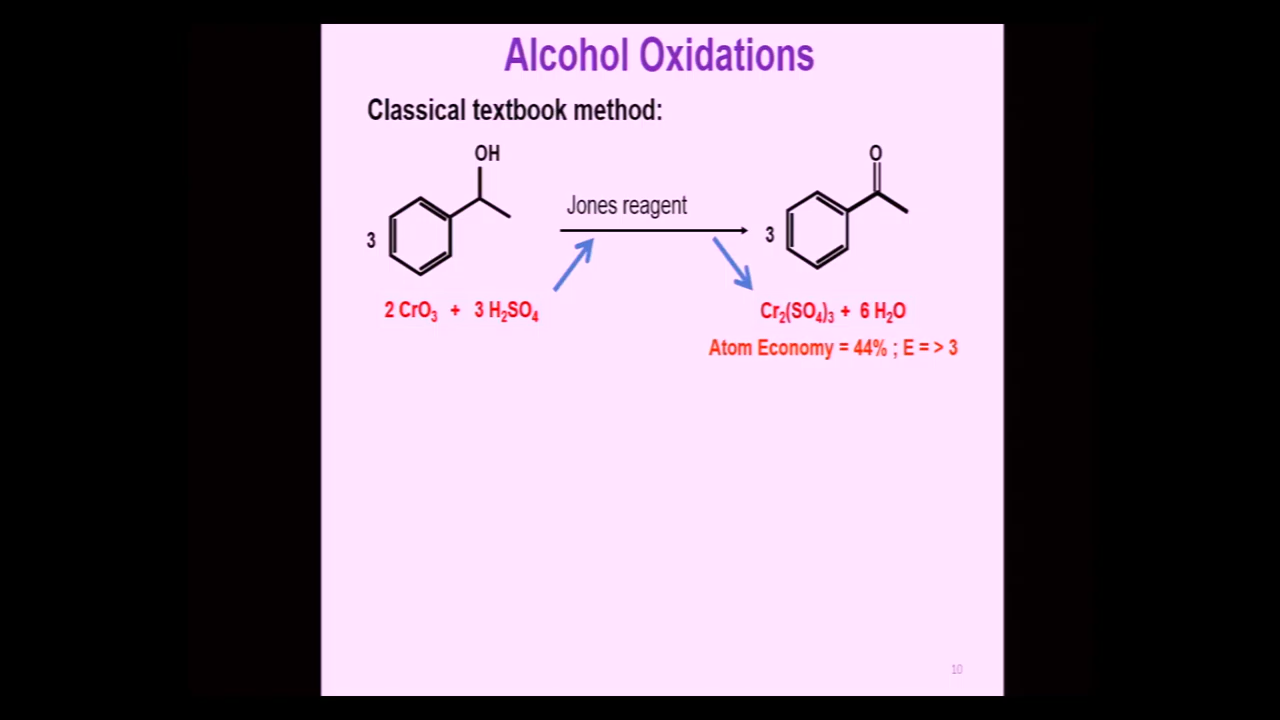 Alcohol Oxidations
Classical textbook method:
OH
O
Jones reagent
3
3
2 CrO₃ + 3 H₂SO₄
Cr₂(SO₄)₃ + 6 H₂O
Atom Economy = 44% ; E = > 3
10